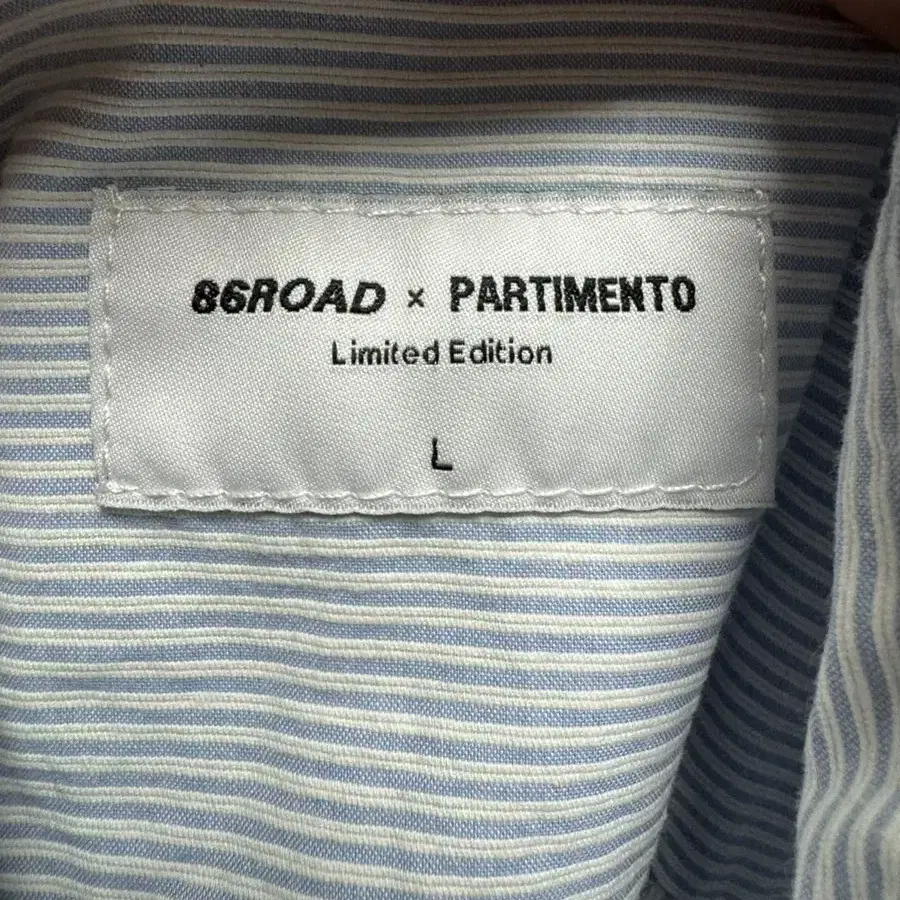 86ROAD × PARTIMENTO
Limited Edition
L